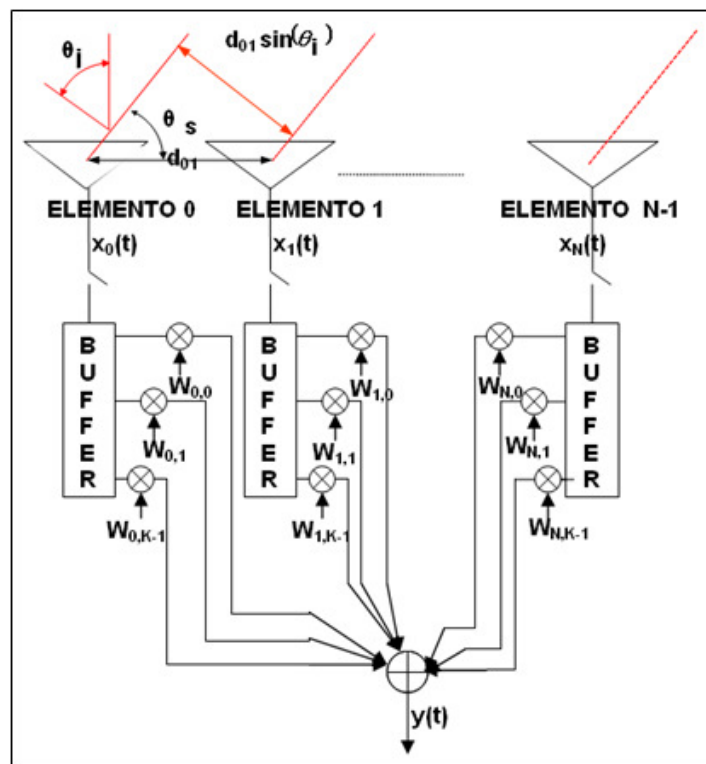 θi
d01 sin(θi)
θ s
d01
ELEMENTO 0
ELEMENTO 1
ELEMENTO N-1
x0(t)
x1(t)
xN(t)
BUFFER
BUFFER
BUFFER
W0,0
W1,0
WN,0
W0,1
W1,1
WN,1
W0,K-1
W1,K-1
WN,K-1
y(t)